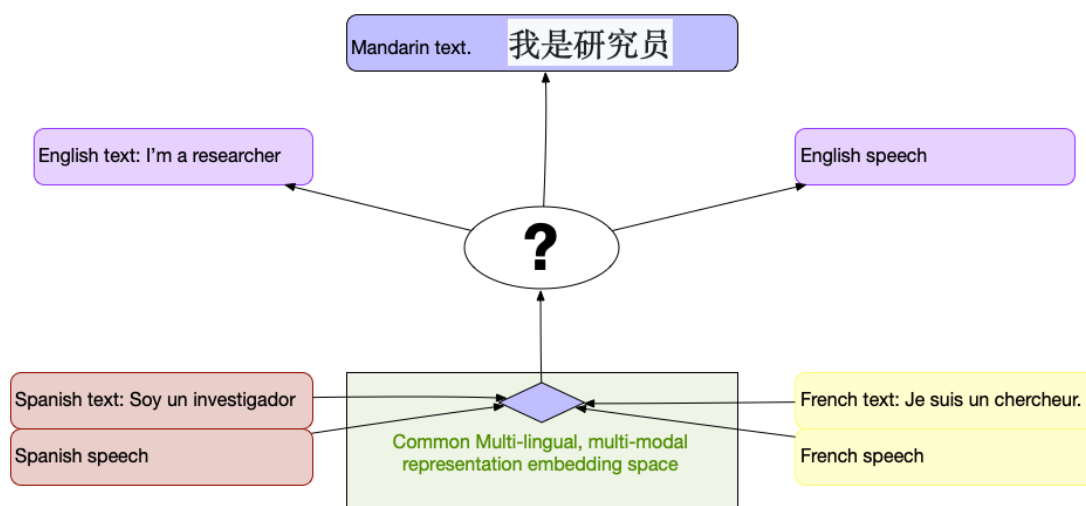 Mandarin text. 我是研究员
English text: I’m a researcher
English speech
?
Spanish text: Soy un investigador
French text: Je suis un chercheur.
Spanish speech
French speech
Common Multi-lingual, multi-modal
representation embedding space